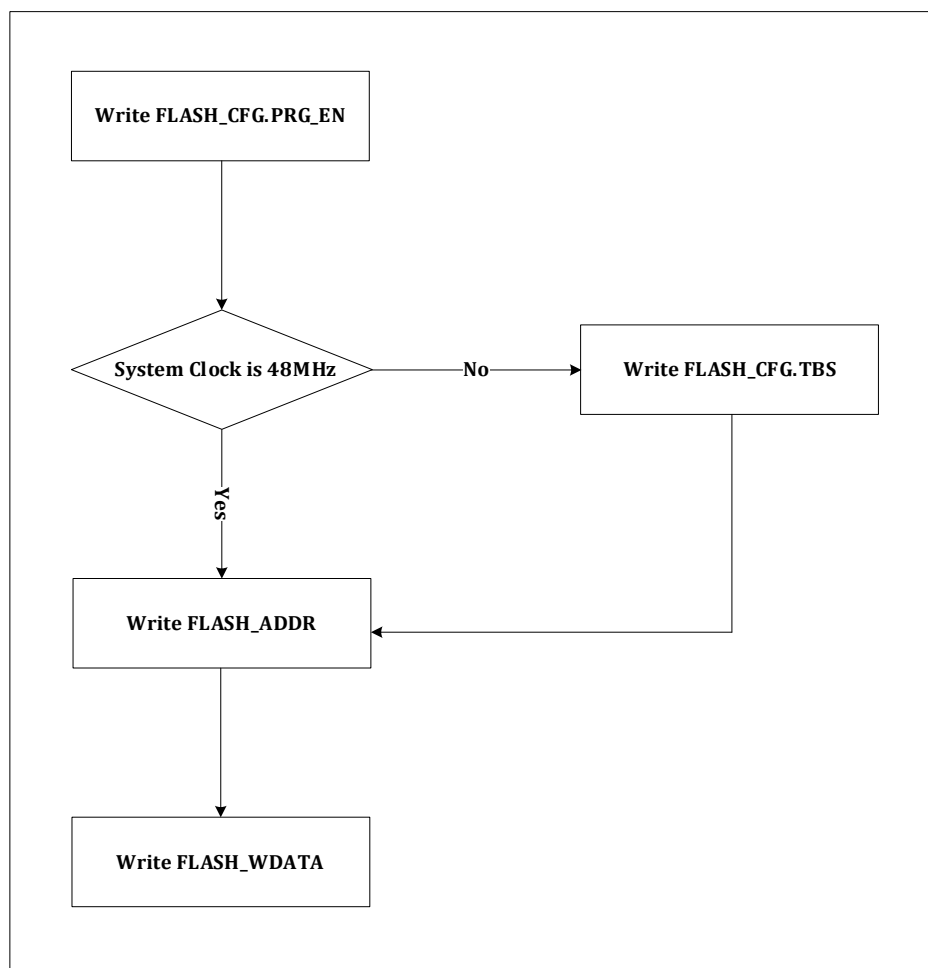 Write FLASH_CFG.PRG_EN
System Clock is 48MHz
No
Write FLASH_CFG.TBS
Yes
Write FLASH_ADDR
Write FLASH_WDATA